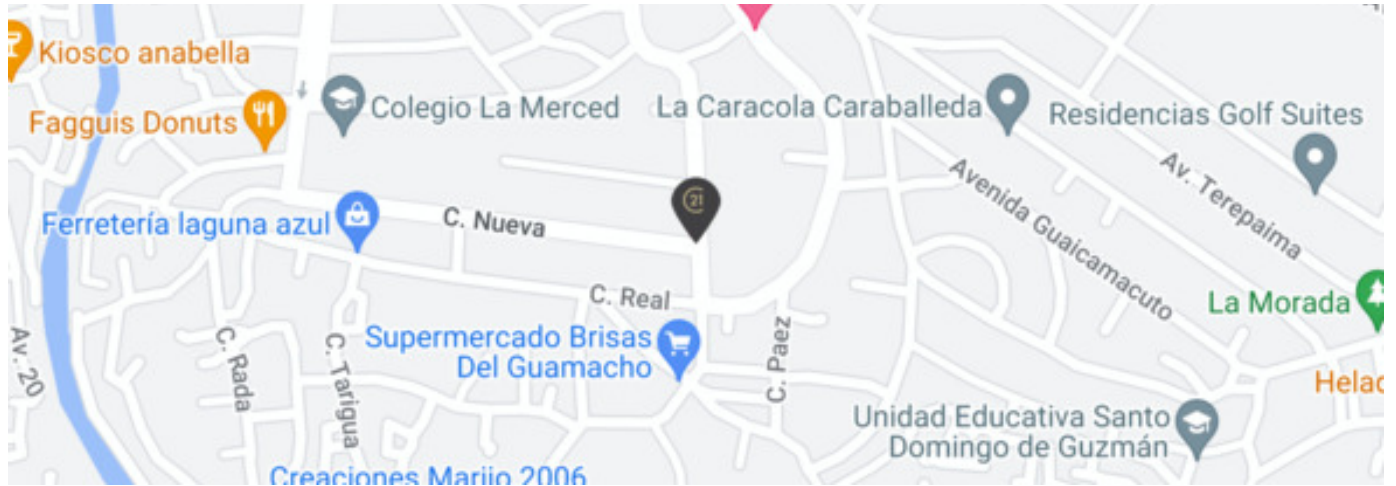 Kiosco anabella
Fagguis Donuts
Colegio La Merced
La Caracola Caraballeda
Residencias Golf Suites
Av. Terepaima
Avenida Guaicamacuto
21
Ferretería laguna azul
C. Nueva
C. Real
La Morada
Supermercado Brisas
Del Guamacho
C. Paez
Av. 20
C. Rada
C. Tarigua
Unidad Educativa Santo
Domingo de Guzmán
Creaciones Marijo 2006